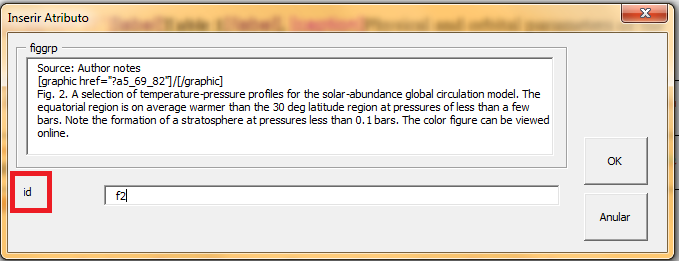 Inserir Atributo
figgrp
Source: Author notes
[graphic href="?a5_69_82"]/[/graphic]
Fig. 2. A selection of temperature-pressure profiles for the solar-abundance global circulation model. The
equatorial region is on average warmer than the 30 deg latitude region at pressures of less than a few
bars. Note the formation of a stratosphere at pressures less than 0.1 bars. The color figure can be viewed
online.
OK
id
f2
Anular